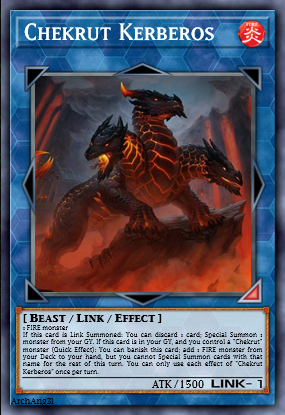 Chekrut Kerberos
FIRE
炎
[ Beast / Link / Effect ]
1 FIRE monster
If this card is Link Summoned: You can discard 1 card; Special Summon 1
monster from your GY. If this card is in your GY, and you control a "Chekrut"
monster (Quick Effect): You can banish this card; add 1 FIRE monster from
your Deck to your hand, but you cannot Special Summon cards with that
name for the rest of this turn. You can only use each effect of "Chekrut
Kerberos" once per turn.
ATK/1500 LINK-1
ArchAng3l